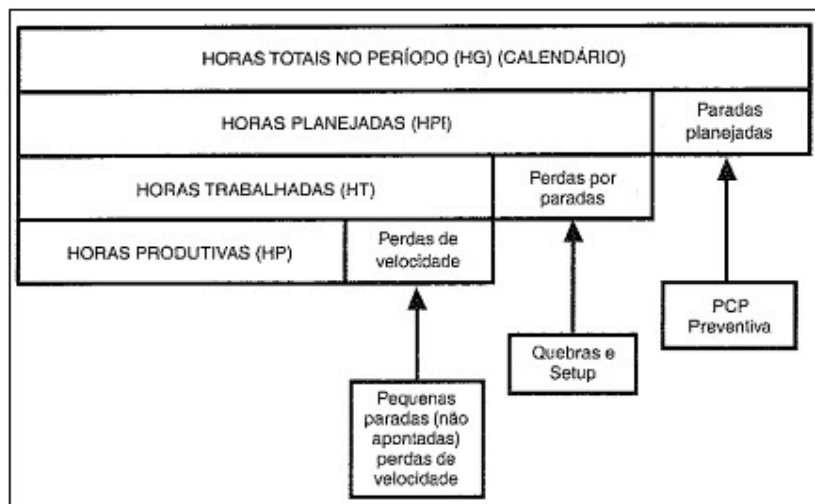 HORAS TOTAIS NO PERÍODO (HG) (CALENDÁRIO)
HORAS PLANEJADAS (HPI)
Paradas
planejadas
HORAS TRABALHADAS (HT)
Perdas por
paradas
HORAS PRODUTIVAS (HP)
Perdas de
velocidade
PCP
Preventiva
Quebras e
Setup
Pequenas
paradas (não
apontadas)
perdas de
velocidade